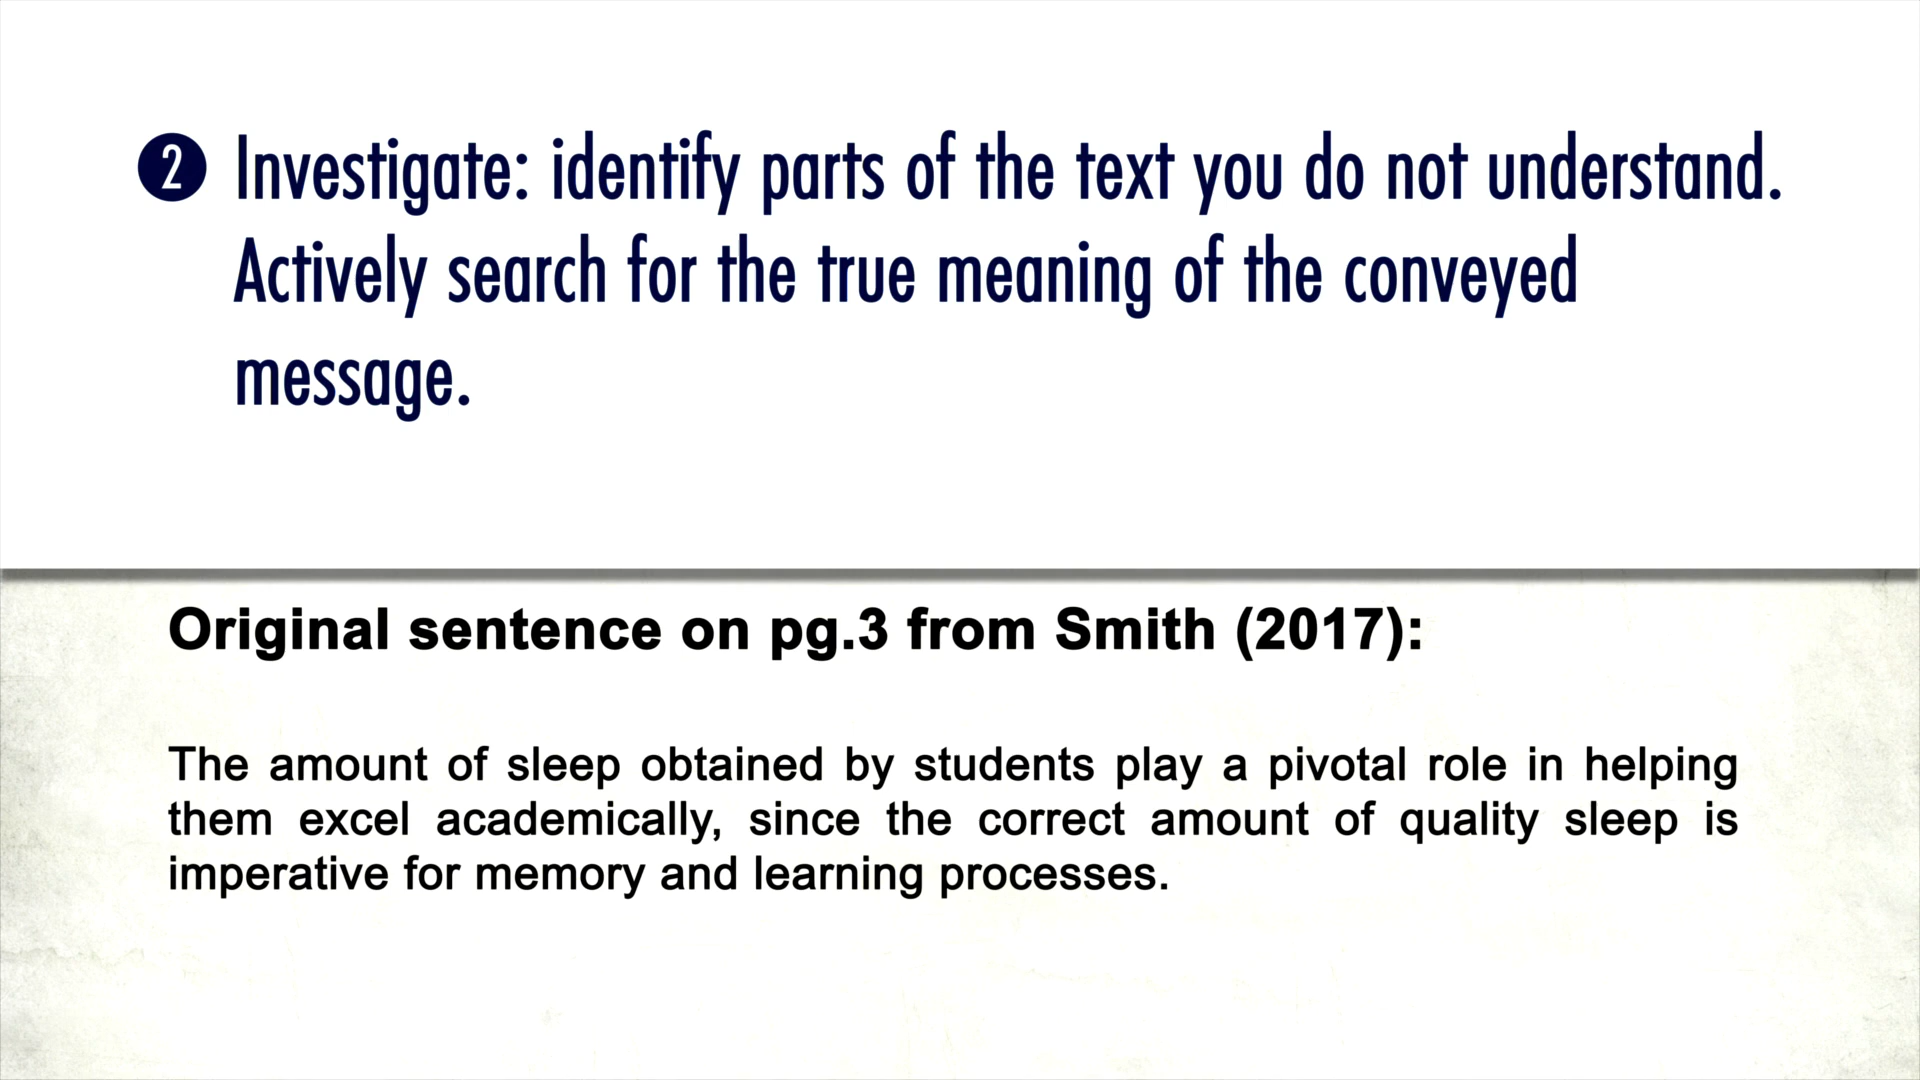 2 Investigate: identify parts of the text you do not understand.
Actively search for the true meaning of the conveyed
message.
Original sentence on pg.3 from Smith (2017):
The amount of sleep obtained by students play a pivotal role in helping
them excel academically, since the correct amount of quality sleep is
imperative for memory and learning processes.